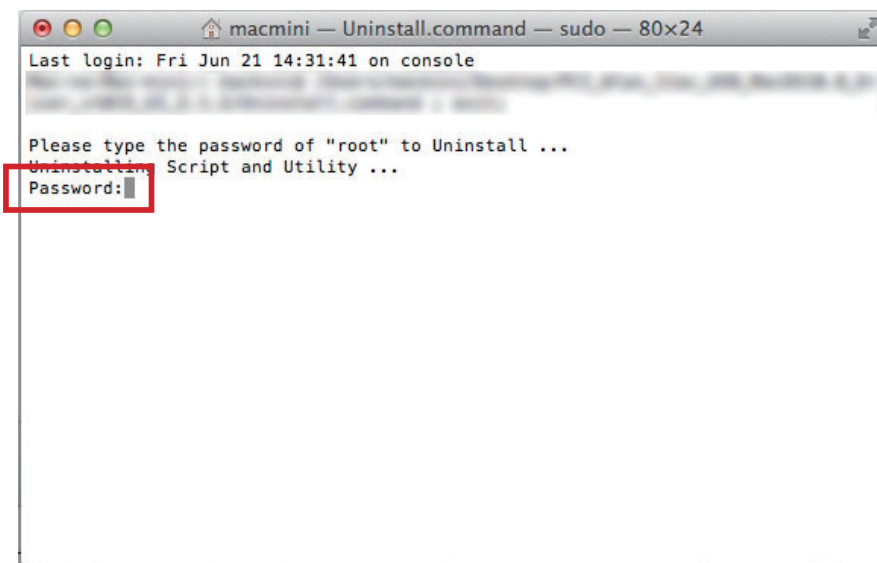 macmini — Uninstall.command — sudo — 80×24
Last login: Fri Jun 21 14:31:41 on console
Please type the password of "root" to Uninstall ...
Uninstalling Script and Utility ...
Password: